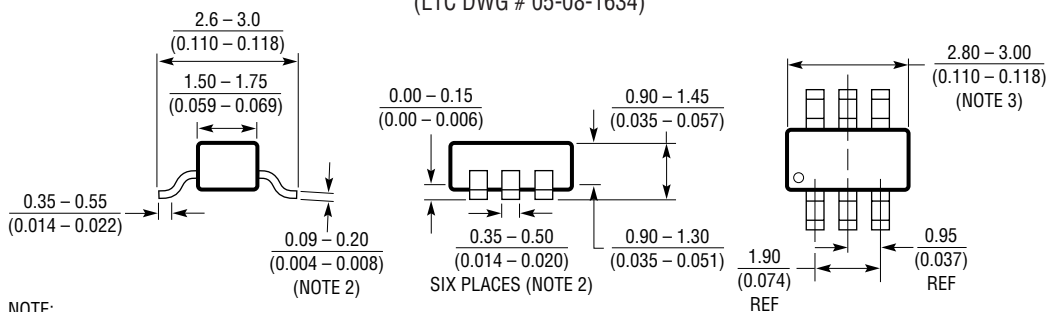 (LTC DWG # 05-08-1634)
2.6 – 3.0
(0.110 – 0.118)
1.50 – 1.75
(0.059 – 0.069)
0.35 – 0.55
(0.014 – 0.022)
0.09 – 0.20
(0.004 – 0.008)
(NOTE 2)
0.00 – 0.15
(0.00 – 0.006)
0.90 – 1.45
(0.035 – 0.057)
0.35 – 0.50
(0.014 – 0.020)
SIX PLACES (NOTE 2)
0.90 – 1.30
(0.035 – 0.051)
2.80 – 3.00
(0.110 – 0.118)
(NOTE 3)
1.90
(0.074)
REF
0.95
(0.037)
REF
NOTE: